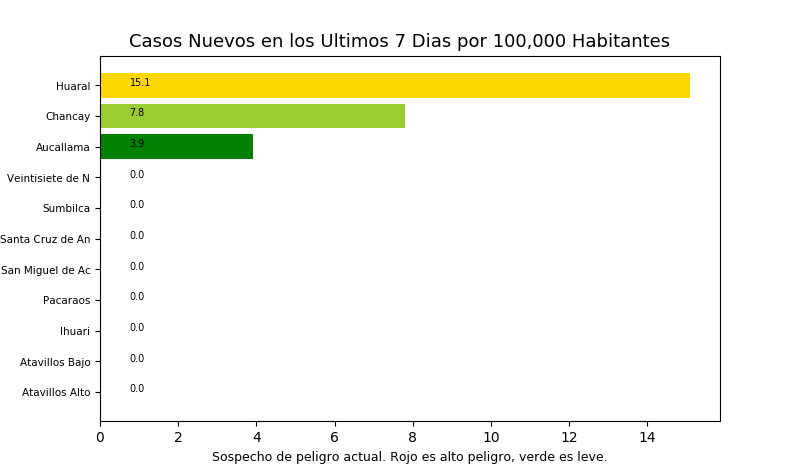 Casos Nuevos en los Ultimos 7 Dias por 100,000 Habitantes
Huaral 15.1
Chancay 7.8
Aucallama 3.9
Veintisiete de N 0.0
Sumbilca 0.0
Santa Cruz de An 0.0
San Miguel de Ac 0.0
Pacaraos 0.0
Ihuari 0.0
Atavillos Bajo 0.0
Atavillos Alto 0.0
0 2 4 6 8 10 12 14
Sospecho de peligro actual. Rojo es alto peligro, verde es leve.